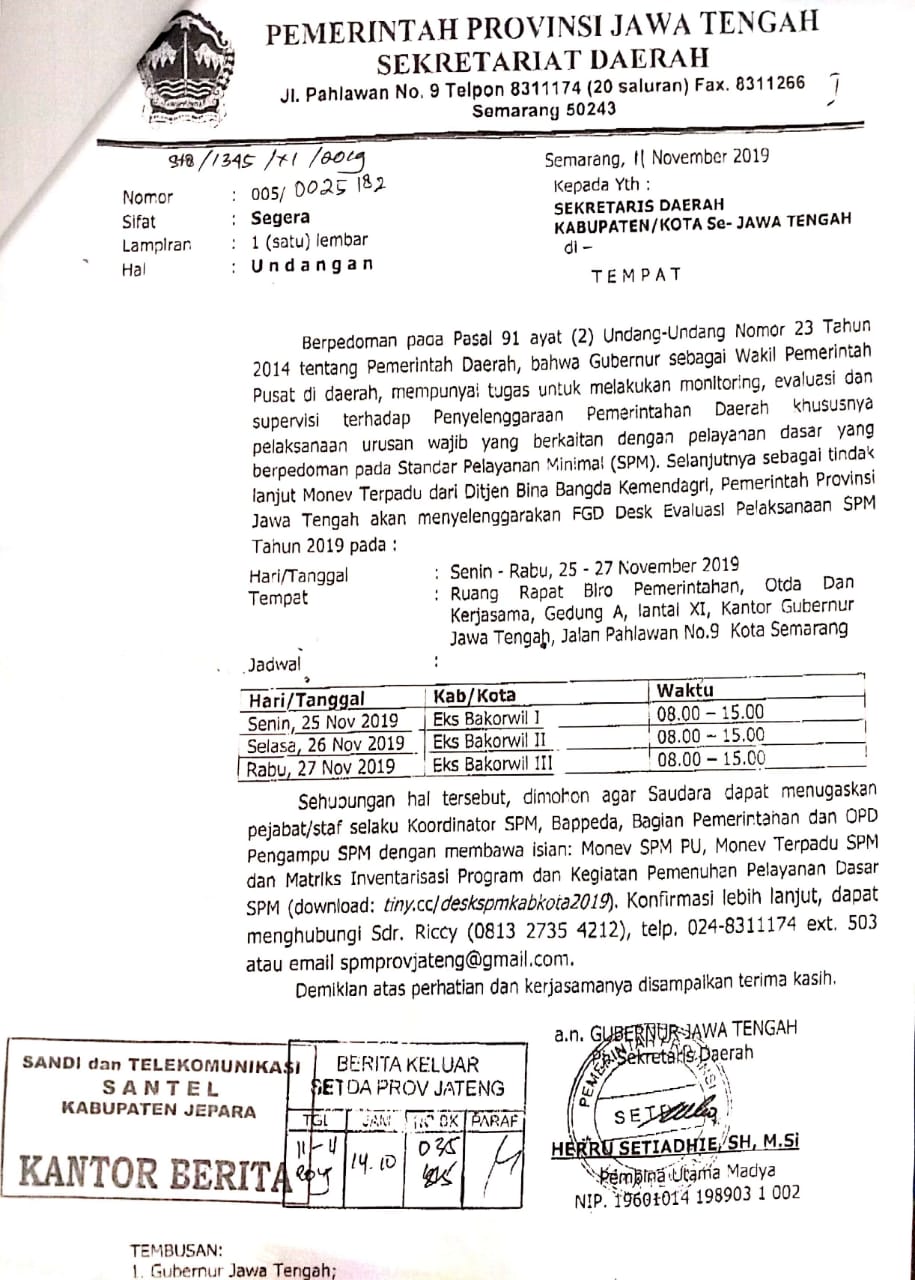 PEMERINTAH PROVINSI JAWA TENGAH
SEKRETARIAT DAERAH
Jl. Pahlawan No. 9 Telpon 8311174 (20 saluran) Fax. 8311266
Semarang 50243
/1345 /XI /2019
Semarang, 11 November 2019
Nomor : 005/ 0025182
Sifat : Segera
Lampiran : 1 (satu) lembar
Hal : Undangan
Kepada Yth :
SEKRETARIS DAERAH
KABUPATEN/KOTA Se- JAWA TENGAH
di –
TEMPAT
Berpedoman pada Pasal 91 ayat (2) Undang-Undang Nomor 23 Tahun
2014 tentang Pemerintah Daerah, bahwa Gubernur sebagai Wakil Pemerintah
Pusat di daerah, mempunyai tugas untuk melakukan monitoring, evaluasi dan
supervisi terhadap Penyelenggaraan Pemerintahan Daerah khususnya
pelaksanaan urusan wajib yang berkaitan dengan pelayanan dasar yang
berpedoman pada Standar Pelayanan Minimal (SPM). Selanjutnya sebagai tindak
lanjut Monev Terpadu dari Ditjen Bina Bangda Kemendagri, Pemerintah Provinsi
Jawa Tengah akan menyelenggarakan FGD Desk Evaluasi Pelaksanaan SPM
Tahun 2019 pada :
Hari/Tanggal : Senin - Rabu, 25 - 27 November 2019
Tempat : Ruang Rapat Biro Pemerintahan, Otda Dan
Kerjasama, Gedung A, lantai XI, Kantor Gubernur
Jawa Tengah, Jalan Pahlawan No.9 Kota Semarang
Jadwal :
Hari/Tanggal Kab/Kota Waktu
Senin, 25 Nov 2019 Eks Bakorwil I 08.00 – 15.00
Selasa, 26 Nov 2019 Eks Bakorwil II 08.00 – 15.00
Rabu, 27 Nov 2019 Eks Bakorwil III 08.00 – 15.00
Sehubungan hal tersebut, dimohon agar Saudara dapat menugaskan
pejabat/staf selaku Koordinator SPM, Bappeda, Bagian Pemerintahan dan OPD
Pengampu SPM dengan membawa isian: Monev SPM PU, Monev Terpadu SPM
dan Matriks Inventarisasi Program dan Kegiatan Pemenuhan Pelayanan Dasar
SPM (download: tiny.cc/deskspmkabkota2019). Konfirmasi lebih lanjut, dapat
menghubungi Sdr. Riccy (0813 2735 4212), telp. 024-8311174 ext. 503
atau email spmprovjateng@gmail.com.
Demikian atas perhatian dan kerjasamanya disampaikan terima kasih.
a.n. GUBERNUR JAWA TENGAH
Sekretaris Daerah
PEMERINTAH PROVINSI
SETDA
HERRU SETIADHIE, SH, M.Si
Pembina Utama Madya
NIP. 19601014 198903 1 002
SANDI dan TELEKOMUNIKASI
SANTEL
KABUPATEN JEPARA
KANTOR BERITA
BERITA KELUAR
SETDA PROV JATENG
TGL JAM NO BK PARAF
11-11 14.10 035
TEMBUSAN:
1. Gubernur Jawa Tengah;